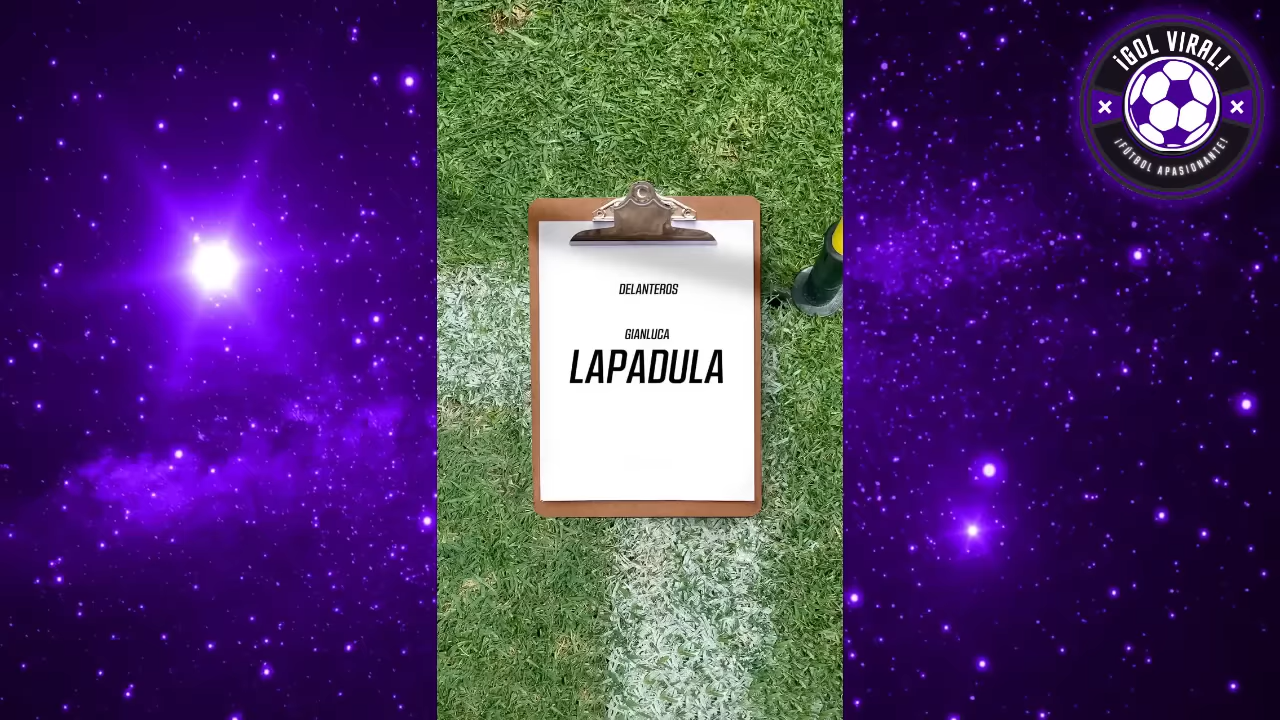 ¡GOL VIRAL!
¡FÚTBOL APASIONANTE!
DELANTEROS
GIANLUCA
LAPADULA